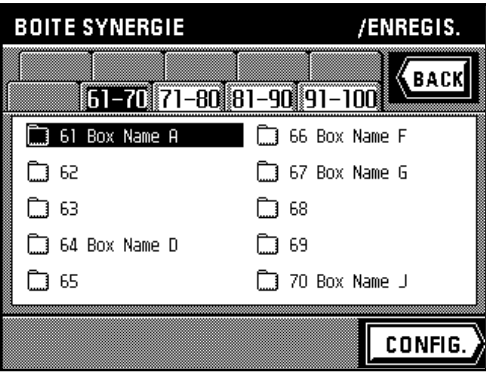 BOITE SYNERGIE /ENREGIS.
BACK
61-70 71-80 81-90 91-100
61 Box Name A 66 Box Name F
62 67 Box Name G
63 68
64 Box Name D 69
65 70 Box Name J
CONFIG.